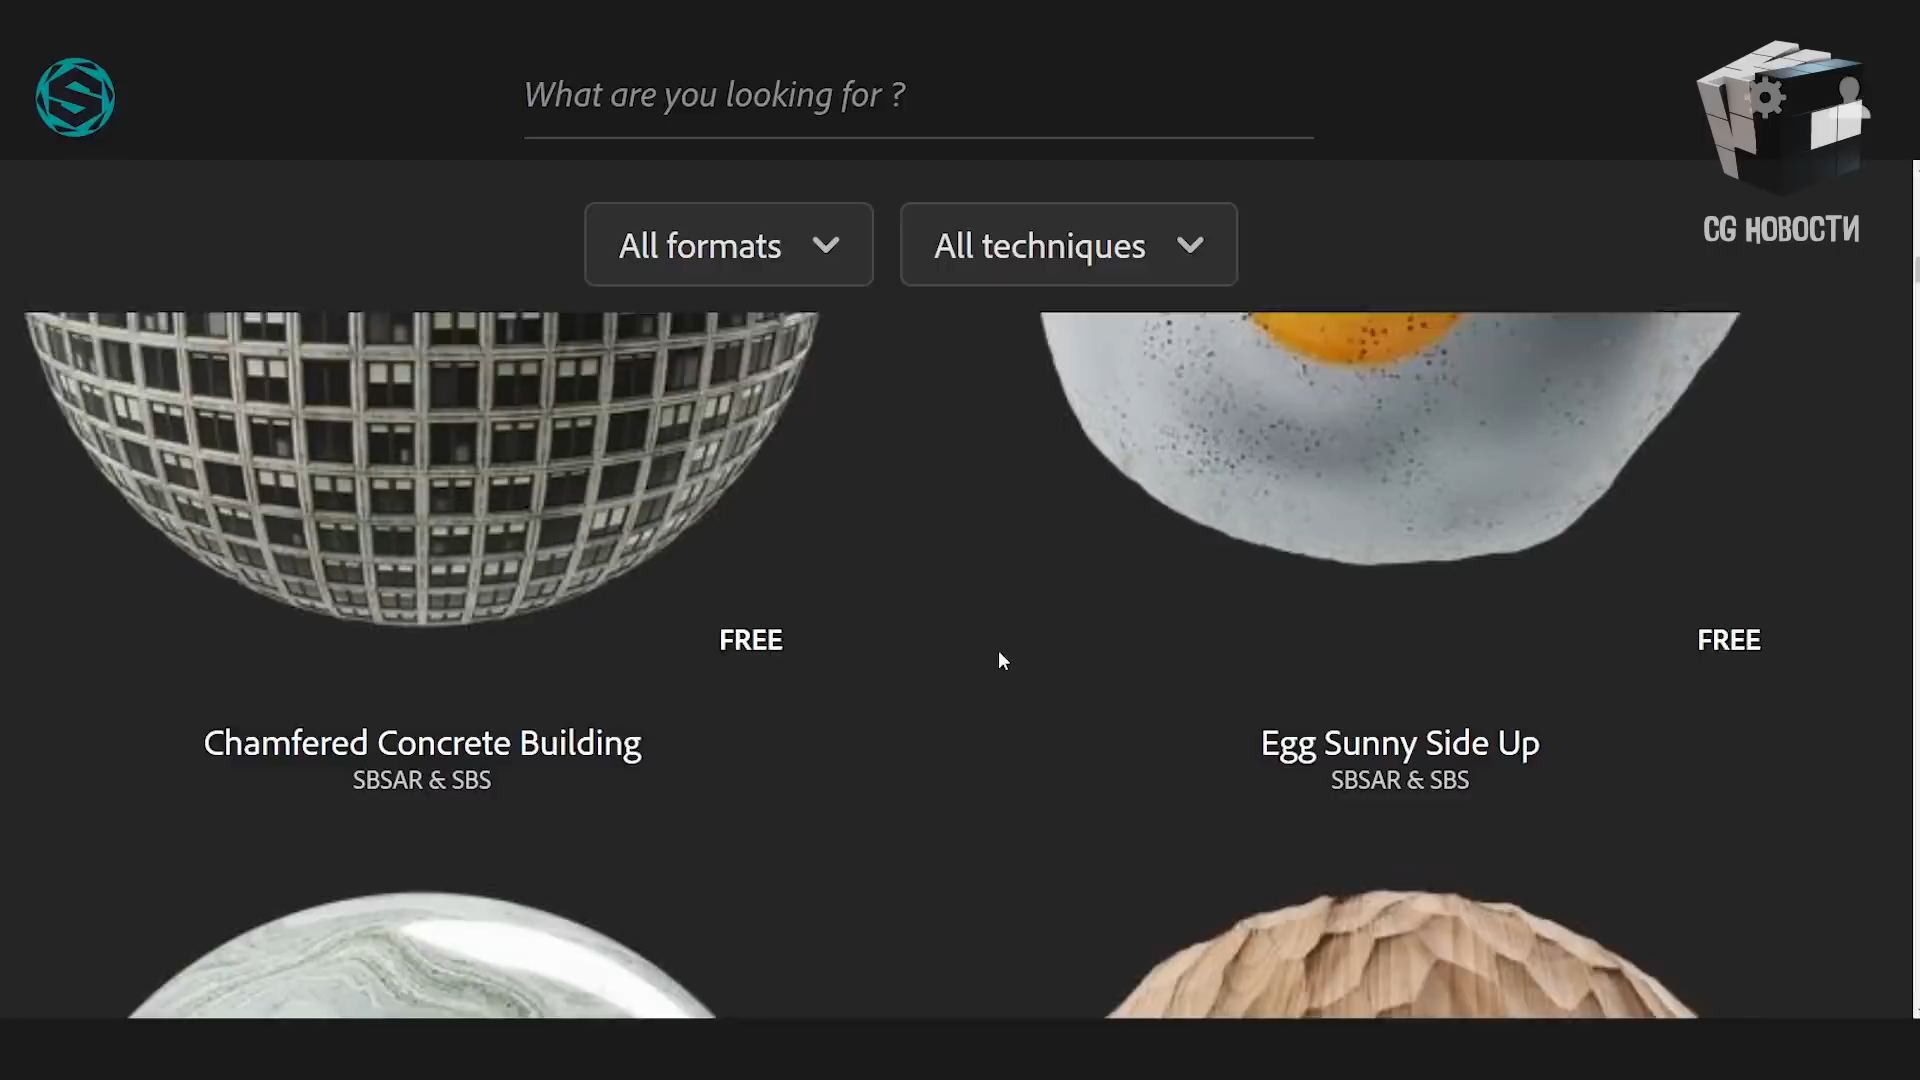 What are you looking for ?
All formats
All techniques
CG НОВОСТИ
FREE
FREE
Chamfered Concrete Building
SBSAR & SBS
Egg Sunny Side Up
SBSAR & SBS